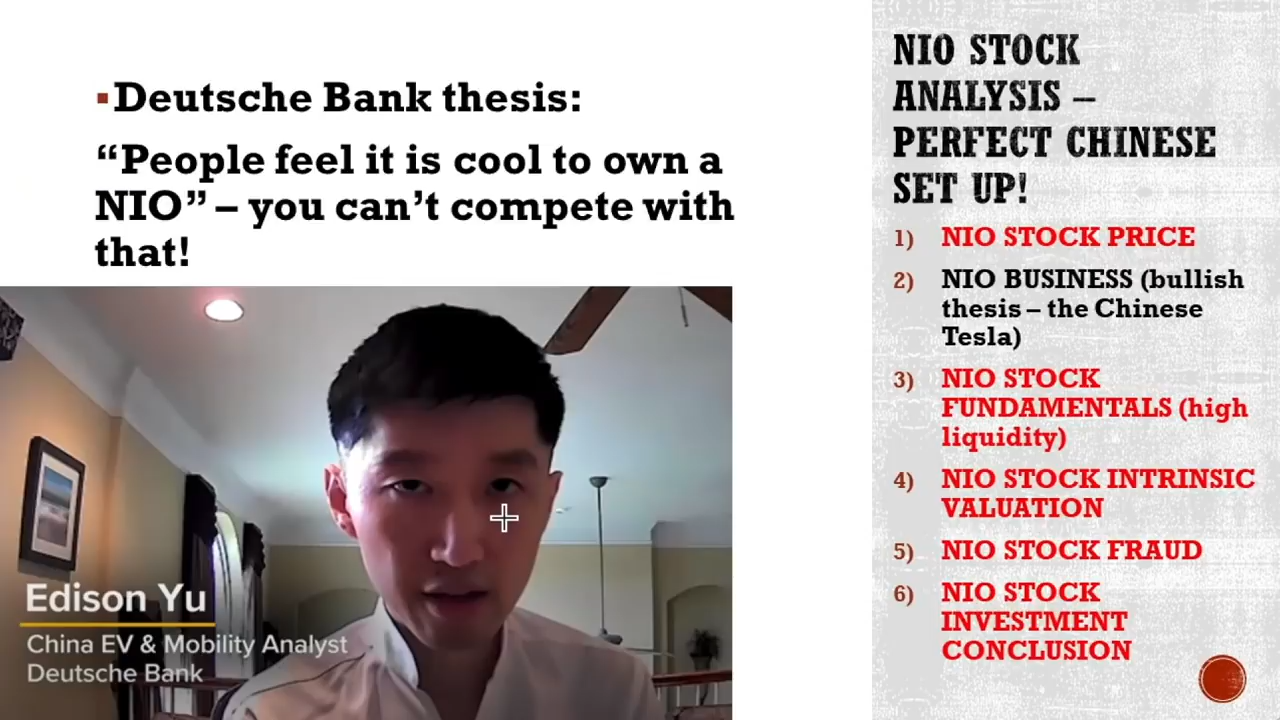 ▪Deutsche Bank thesis:
“People feel it is cool to own a
NIO” – you can’t compete with
that!
Edison Yu
China EV & Mobility Analyst
Deutsche Bank
NIO STOCK
ANALYSIS –
PERFECT CHINESE
SET UP!
1) NIO STOCK PRICE
2) NIO BUSINESS (bullish
thesis – the Chinese
Tesla)
3) NIO STOCK
FUNDAMENTALS (high
liquidity)
4) NIO STOCK INTRINSIC
VALUATION
5) NIO STOCK FRAUD
6) NIO STOCK
INVESTMENT
CONCLUSION